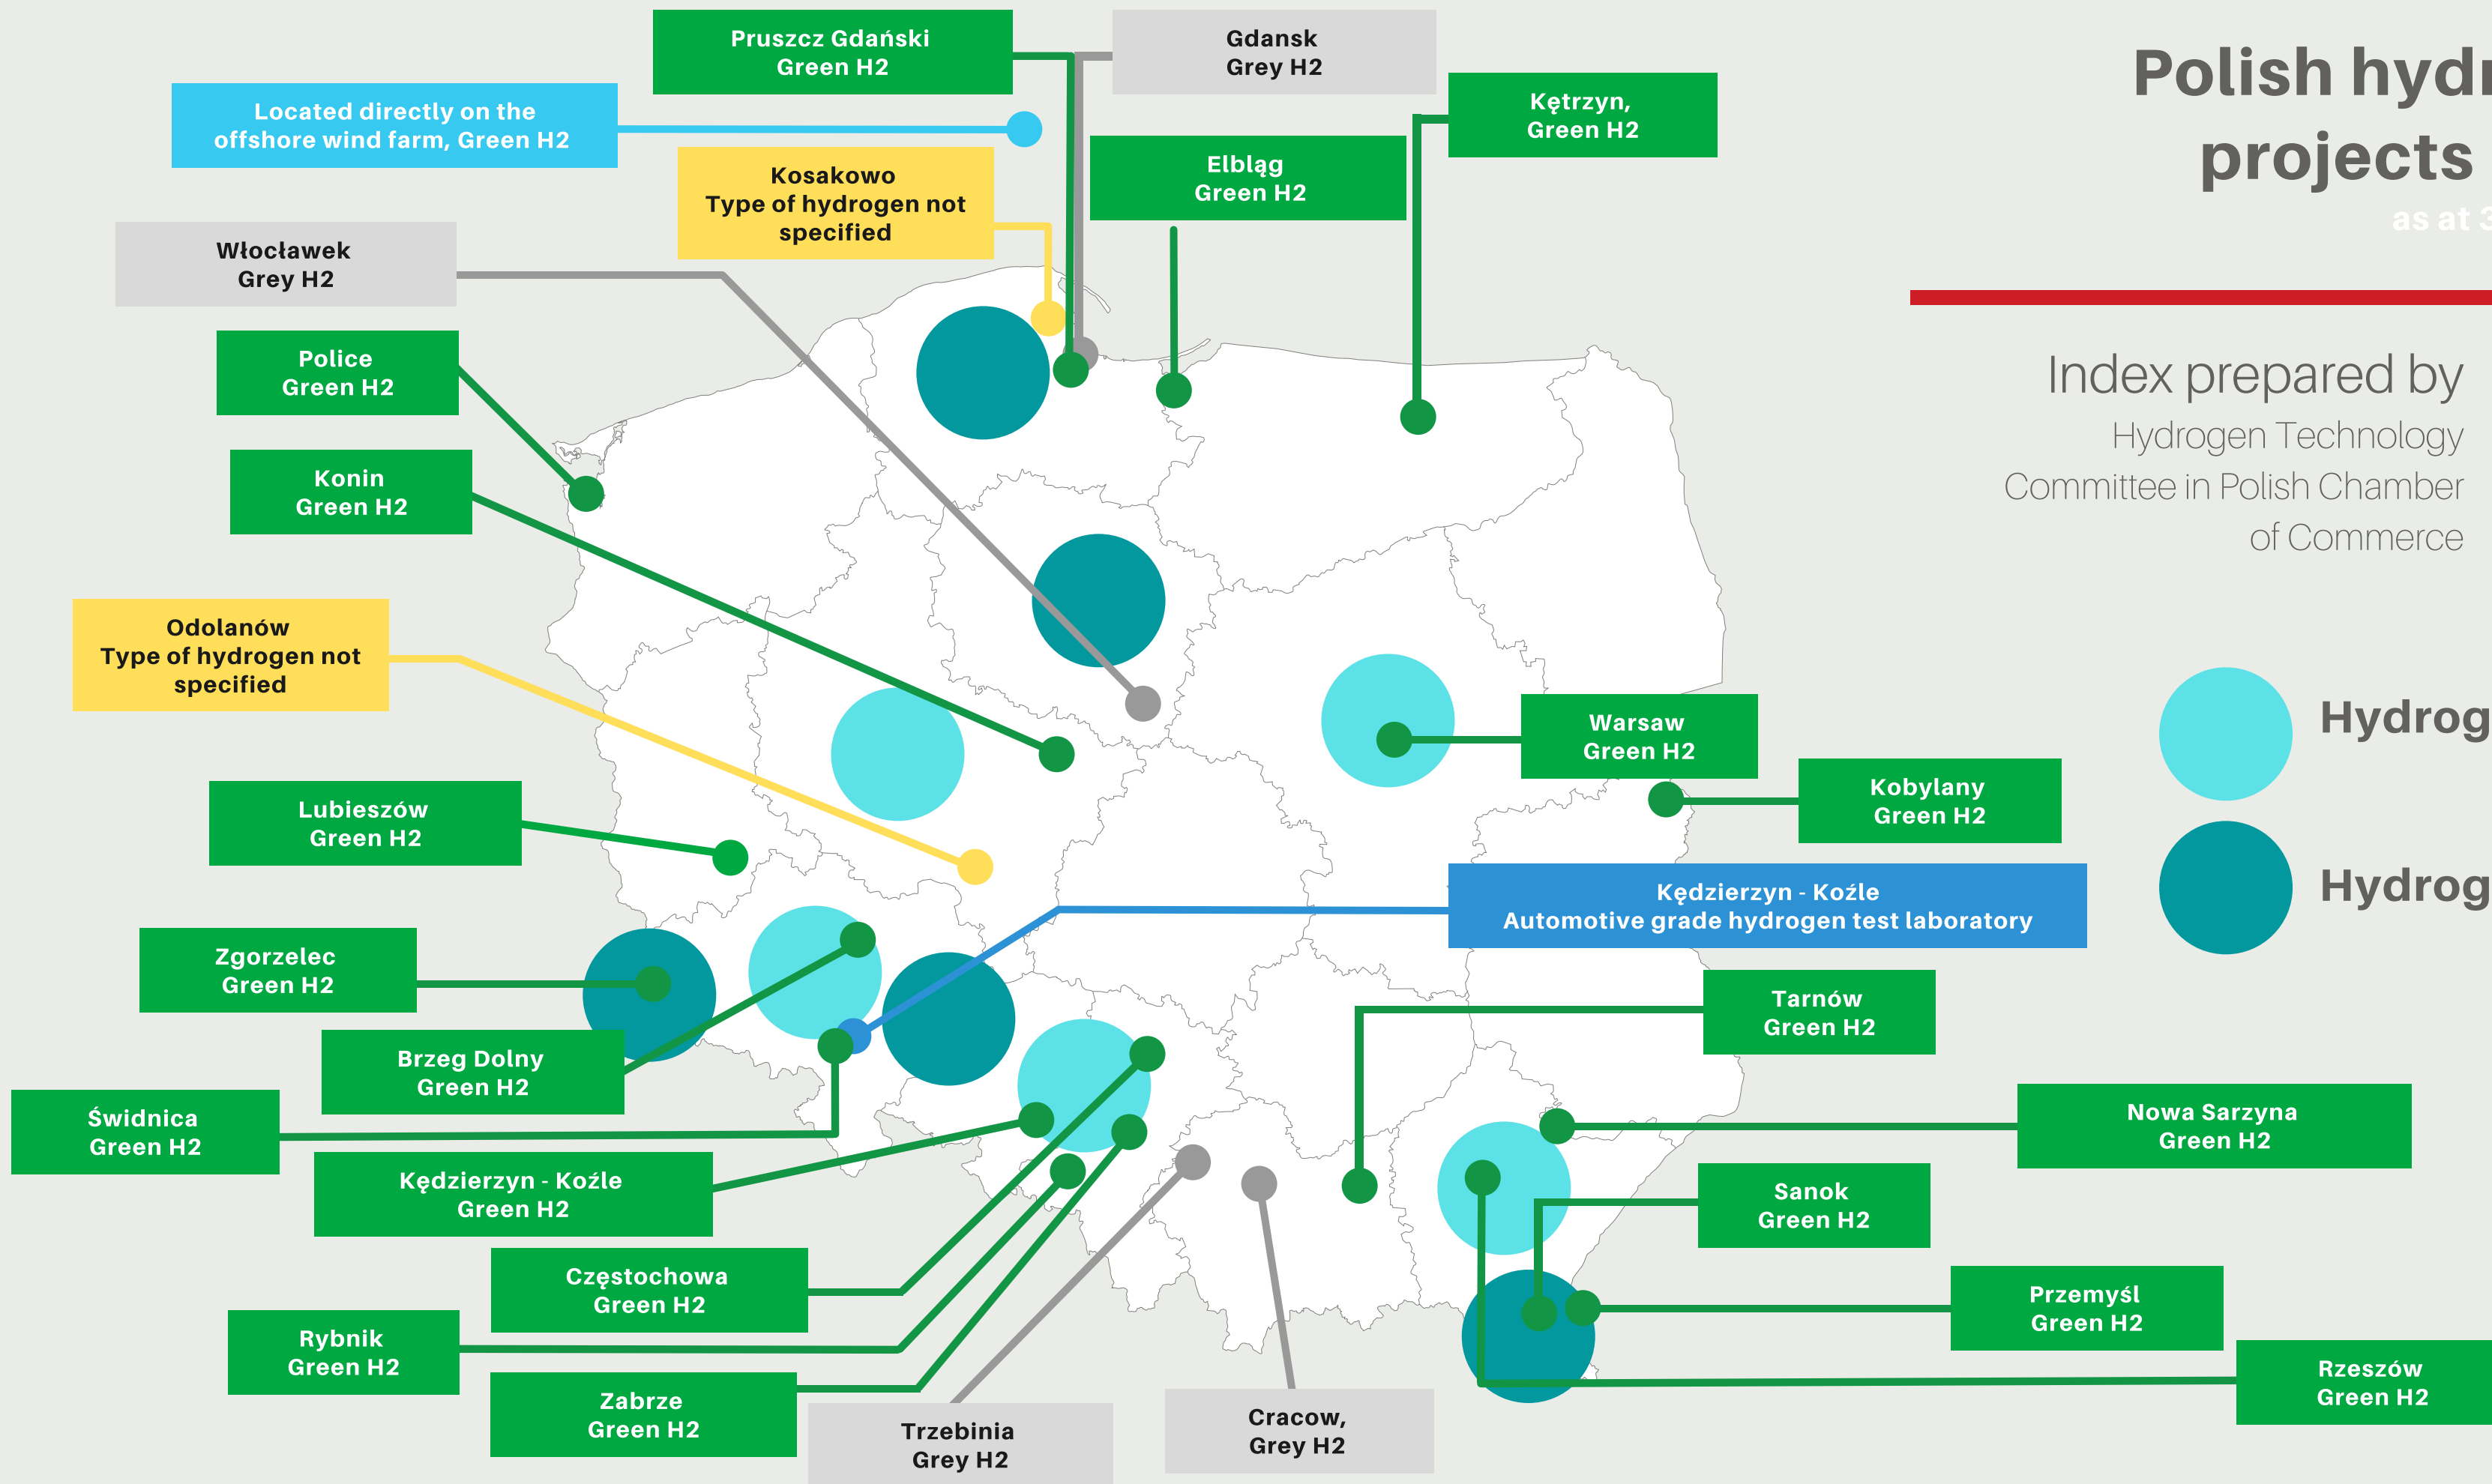 Pruszcz Gdański
Green H2
Gdansk
Grey H2
Polish hydr
projects
as at 3
Located directly on the
offshore wind farm, Green H2
Kętrzyn,
Green H2
Kosakowo
Type of hydrogen not
specified
Elbląg
Green H2
Włocławek
Grey H2
Police
Green H2
Index prepared by
Hydrogen Technology
Committee in Polish Chamber
of Commerce
Konin
Green H2
Odolanów
Type of hydrogen not
specified
Warsaw
Green H2
Hydrog
Kobylany
Green H2
Lubieszów
Green H2
Kędzierzyn - Koźle
Automotive grade hydrogen test laboratory
Hydrog
Zgorzelec
Green H2
Tarnów
Green H2
Brzeg Dolny
Green H2
Świdnica
Green H2
Nowa Sarzyna
Green H2
Kędzierzyn - Koźle
Green H2
Sanok
Green H2
Częstochowa
Green H2
Przemyśl
Green H2
Rybnik
Green H2
Rzeszów
Green H2
Zabrze
Green H2
Trzebinia
Grey H2
Cracow,
Grey H2